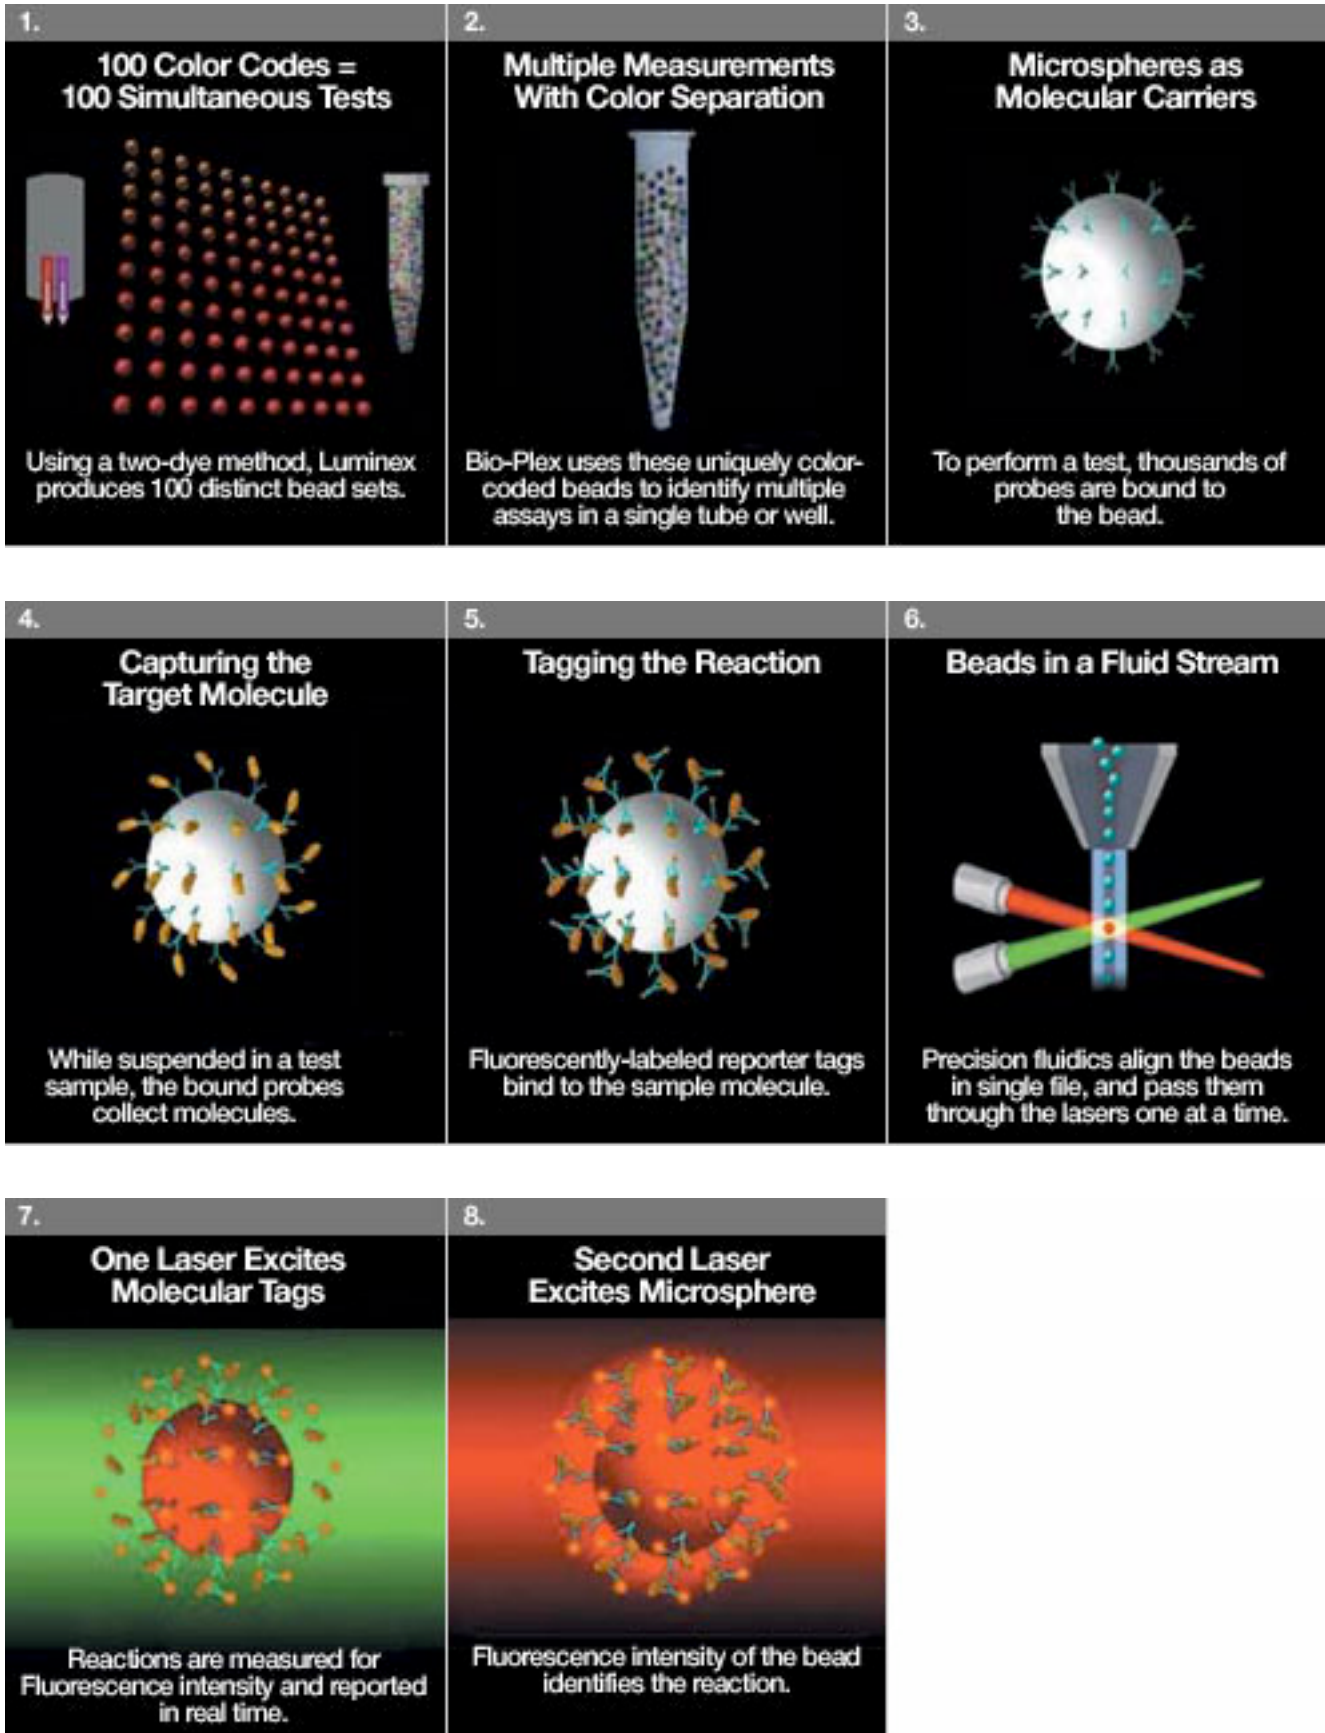 1.
100 Color Codes =
100 Simultaneous Tests
Using a two-dye method, Luminex
produces 100 distinct bead sets.
2.
Multiple Measurements
With Color Separation
Bio-Plex uses these uniquely color-
coded beads to identify multiple
assays in a single tube or well.
3.
Microspheres as
Molecular Carriers
To perform a test, thousands of
probes are bound to
the bead.
4.
Capturing the
Target Molecule
While suspended in a test
sample, the bound probes
collect molecules.
5.
Tagging the Reaction
Fluorescently-labeled reporter tags
bind to the sample molecule.
6.
Beads in a Fluid Stream
Precision fluidics align the beads
in single file, and pass them
through the lasers one at a time.
7.
One Laser Excites
Molecular Tags
Reactions are measured for
Fluorescence intensity and reported
in real time.
8.
Second Laser
Excites Microsphere
Fluorescence intensity of the bead
identifies the reaction.